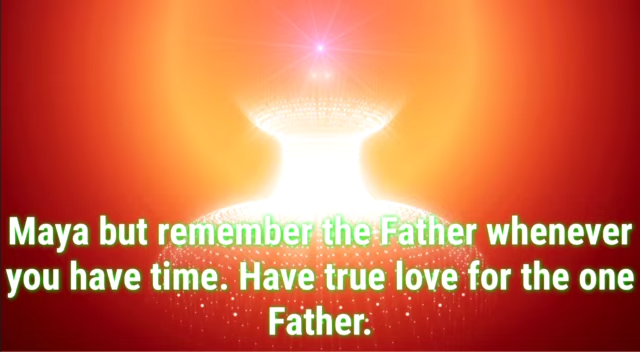 Maya but remember the Father whenever
you have time. Have true love for the one
Father.